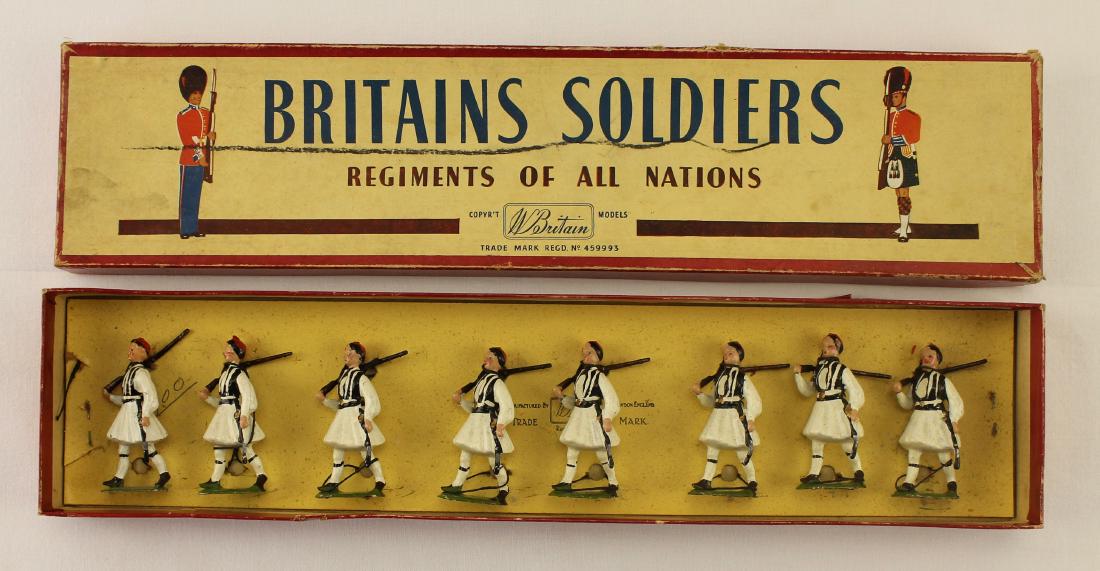 BRITAINS SOLDIERS
REGIMENTS OF ALL NATIONS
COPYR'T W Britain MODELS
TRADE MARK REGD. Nº 459993
TRADE MARK